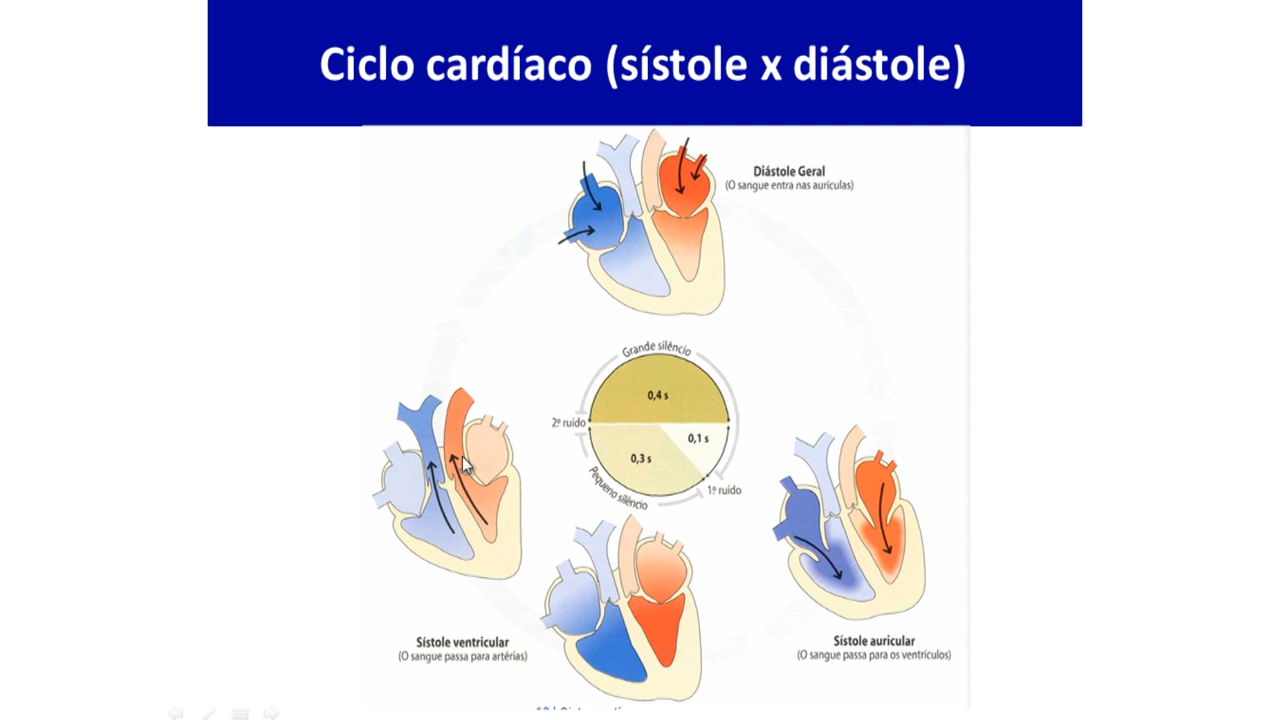 Ciclo cardíaco (sístole x diástole)
Diástole Geral
(O sangue entra nas aurículas)
Grande silêncio
0,4 s
2º ruído
0,1 s
0,3 s
Pequeno silêncio
1º ruído
Sístole ventricular
(O sangue passa para artérias)
Sístole auricular
(O sangue passa para os ventrículos)